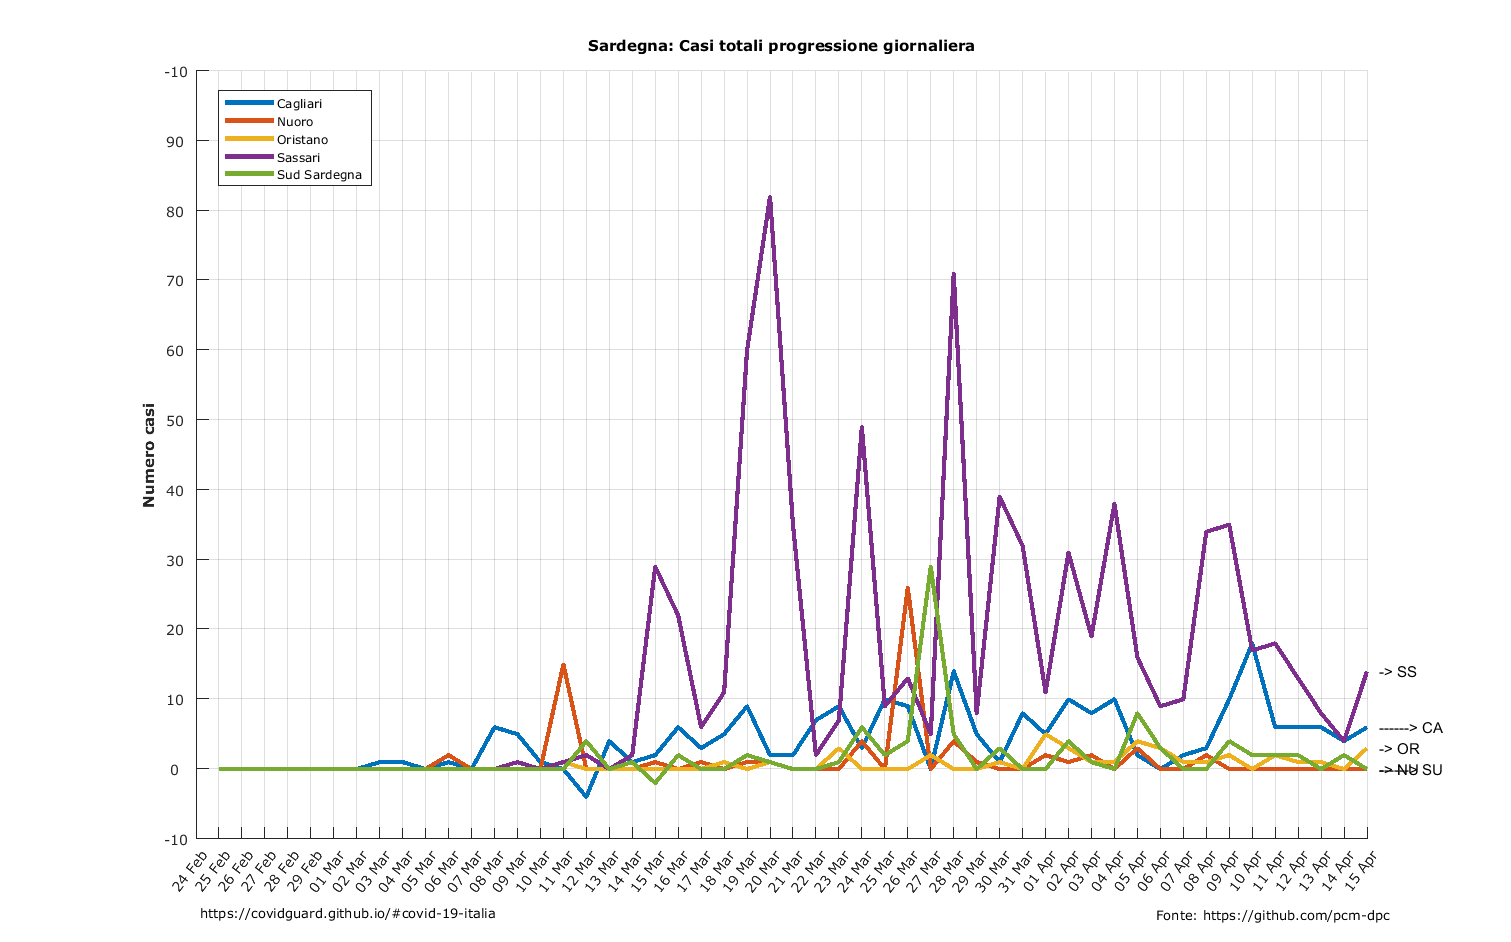 Sardegna: Casi totali progressione giornaliera
-10
90
80
70
60
50
40
30
20
10
0
-10
Numero casi
Cagliari
Nuoro
Oristano
Sassari
Sud Sardegna
-> SS
------> CA
-> OR
-> NU
SU
24 Feb
25 Feb
26 Feb
27 Feb
28 Feb
29 Feb
01 Mar
02 Mar
03 Mar
04 Mar
05 Mar
06 Mar
07 Mar
08 Mar
09 Mar
10 Mar
11 Mar
12 Mar
13 Mar
14 Mar
15 Mar
16 Mar
17 Mar
18 Mar
19 Mar
20 Mar
21 Mar
22 Mar
23 Mar
24 Mar
25 Mar
26 Mar
27 Mar
28 Mar
29 Mar
30 Mar
31 Mar
01 Apr
02 Apr
03 Apr
04 Apr
05 Apr
06 Apr
07 Apr
08 Apr
09 Apr
10 Apr
11 Apr
12 Apr
13 Apr
14 Apr
15 Apr
https://covidguard.github.io/#covid-19-italia
Fonte: https://github.com/pcm-dpc